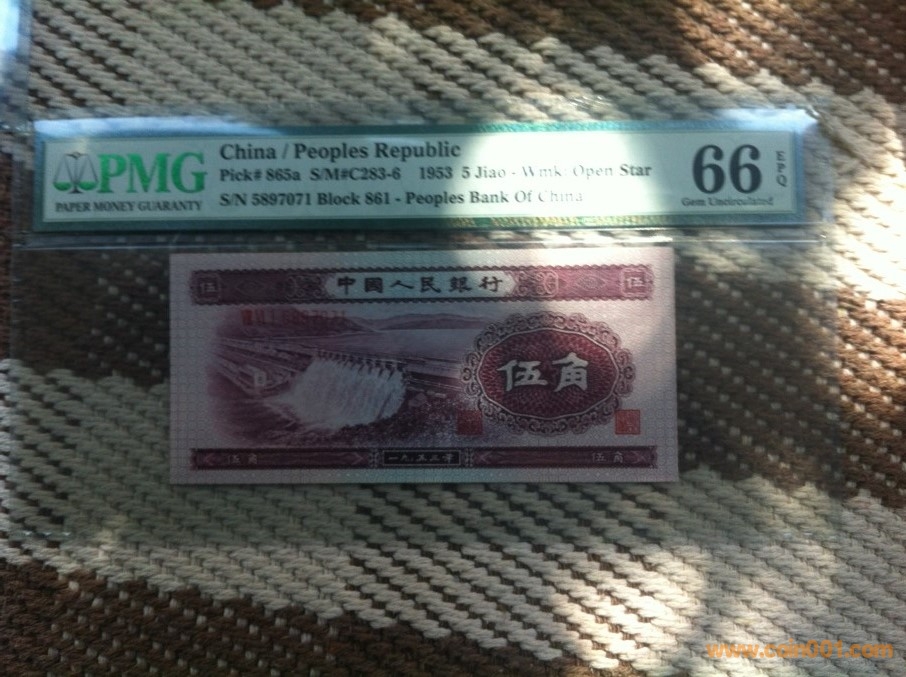 PMG
PAPER MONEY GUARANTY
China / Peoples Republic
Pick# 865a S/M#C283-6 1953 5 Jiao - Wmk: Open Star
S/N 5897071 Block 861 - Peoples Bank Of China
66
EPQ
Gem Uncirculated
伍 中國人民銀行 伍
伍角
伍角 一九五三年 伍角
www.coin001.com